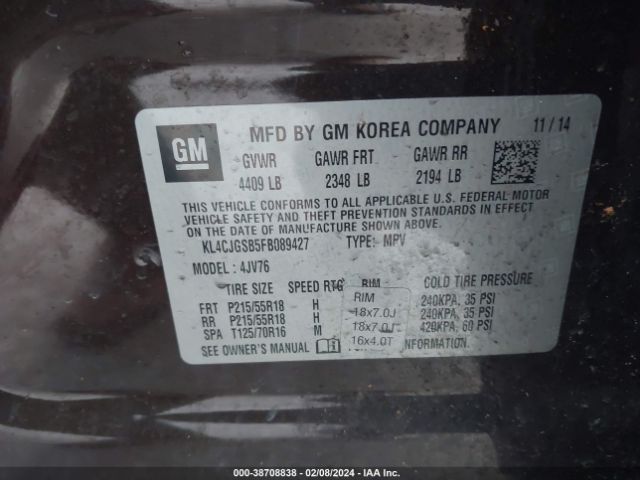 GM
MFD BY GM KOREA COMPANY 11/14
GVWR GAWR FRT GAWR RR
4409 LB 2348 LB 2194 LB
THIS VEHICLE CONFORMS TO ALL APPLICABLE U.S. FEDERAL MOTOR
VEHICLE SAFETY AND THEFT PREVENTION STANDARDS IN EFFECT
ON THE DATE OF MANUFACTURE SHOWN ABOVE.
KL4CJGSB5FB089427 TYPE: MPV
MODEL: 4JV76
TIRE SIZE SPEED RTG RIM COLD TIRE PRESSURE
RIM
FRT P215/55R18 H 18x7.0J 240KPA, 35 PSI
RR P215/55R18 H 18x7.0J 240KPA, 35 PSI
SPA T125/70R16 M 16x4.0T 420KPA, 60 PSI
SEE OWNER'S MANUAL NFORMATION.
000-38708838 - 02/08/2024 - IAA Inc.